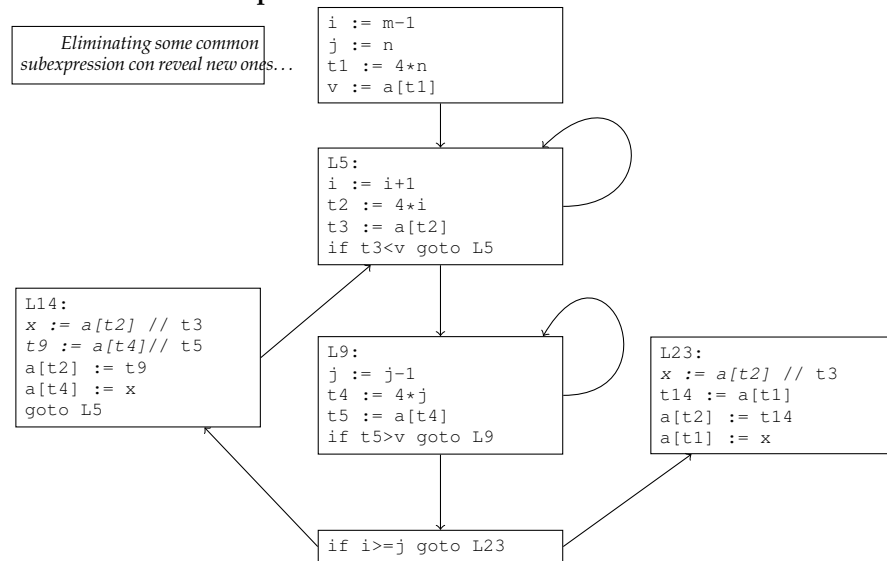 Eliminating some common
subexpression con reveal new ones...
i := m-1
j := n
t1 := 4*n
v := a[t1]
L5:
i := i+1
t2 := 4*i
t3 := a[t2]
if t3<v goto L5
L14:
x := a[t2] // t3
t9 := a[t4]// t5
a[t2] := t9
a[t4] := x
goto L5
L9:
j := j-1
t4 := 4*j
t5 := a[t4]
if t5>v goto L9
L23:
x := a[t2] // t3
t14 := a[t1]
a[t2] := t14
a[t1] := x
if i>=j goto L23